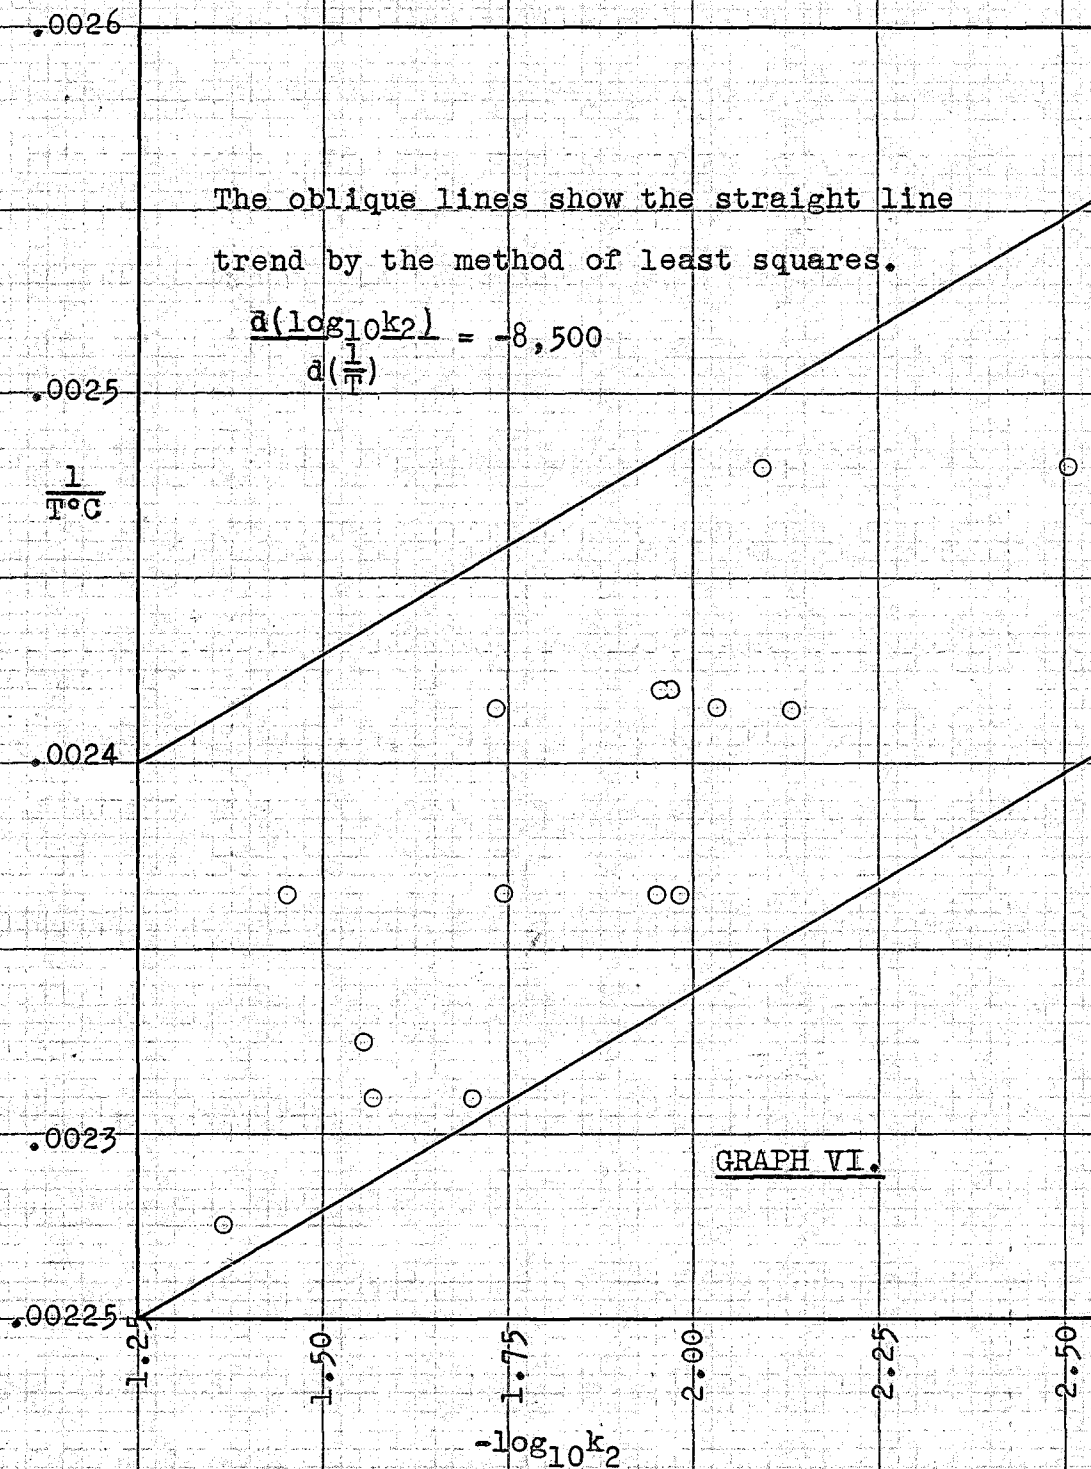 .0026
The oblique lines show the straight line
trend by the method of least squares.
d(log10k2) / d(1/T) = -8,500
.0025
1/T°C
.0024
.0023
GRAPH VI.
.00225
1.25 1.50 1.75 2.00 2.25 2.50
-log10k2